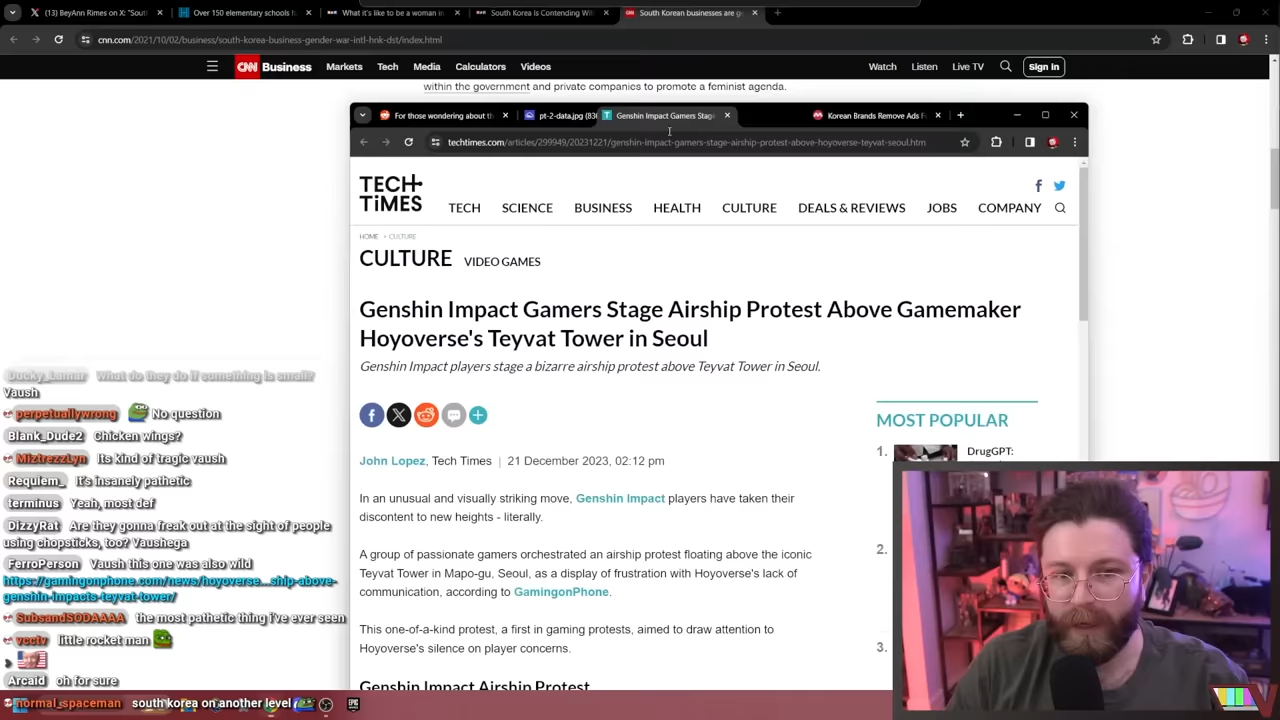 (13) BeyAnn Rimes on X: "Sout
Over 150 elementary schools h
What it's like to be a woman in
South Korea Is Contending Wit
South Korean businesses are g
cnn.com/2021/10/02/business/south-korea-business-gender-war-intl-hnk-dst/index.html
CNN Business Markets Tech Media Calculators Videos Watch Listen Live TV Sign in
within the government and private companies to promote a feminist agenda.
For those wondering about th
pt-2-data.jpg (830
Genshin Impact Gamers Stage
Korean Brands Remove Ads F
techtimes.com/articles/299949/20231221/genshin-impact-gamers-stage-airship-protest-above-hoyoverse-teyvat-seoul.htm
TECH TIMES
TECH SCIENCE BUSINESS HEALTH CULTURE DEALS & REVIEWS JOBS COMPANY
HOME CULTURE
CULTURE VIDEO GAMES
Genshin Impact Gamers Stage Airship Protest Above Gamemaker
Hoyoverse's Teyvat Tower in Seoul
Genshin Impact players stage a bizarre airship protest above Teyvat Tower in Seoul.
John Lopez, Tech Times | 21 December 2023, 02:12 pm
In an unusual and visually striking move, Genshin Impact players have taken their
discontent to new heights - literally.
A group of passionate gamers orchestrated an airship protest floating above the iconic
Teyvat Tower in Mapo-gu, Seoul, as a display of frustration with Hoyoverse's lack of
communication, according to GamingonPhone.
This one-of-a-kind protest, a first in gaming protests, aimed to draw attention to
Hoyoverse's silence on player concerns.
Genshin Impact Airship Protest
MOST POPULAR
1. DrugGPT:
2.
3.
Ducky_Lamar What do they do if something is small?
Vaush
perpetuallywrong No question
Blank_Dude2 Chicken wings?
MiztrezzLyn Its kind of tragic vaush
Requiem_ It's insanely pathetic
terminus Yeah, most def
DizzyRat Are they gonna freak out at the sight of people
using chopsticks, too? Vaushega
FerroPerson Vaush this one was also wild
https://gamingonphone.com/news/hoyoverse...ship-above-
genshin-impacts-teyvat-tower/
SubsandSODAAAA the most pathetic thing i've ever seen
vcctv little rocket man
Arcaid oh for sure
normal_spaceman south korea on another level